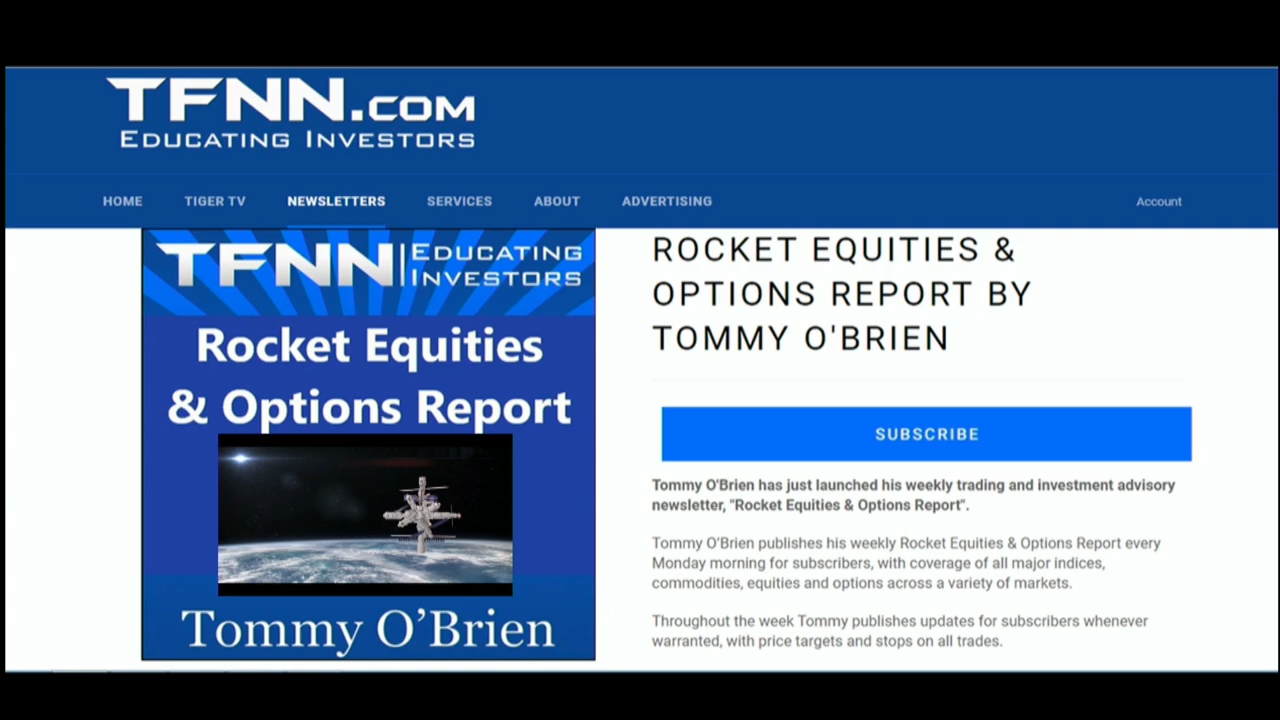 TFNN.COM
EDUCATING INVESTORS
HOME TIGER TV NEWSLETTERS SERVICES ABOUT ADVERTISING Account
TFNN | EDUCATING
INVESTORS
Rocket Equities
& Options Report
Tommy O’Brien
ROCKET EQUITIES &
OPTIONS REPORT BY
TOMMY O'BRIEN
SUBSCRIBE
Tommy O'Brien has just launched his weekly trading and investment advisory
newsletter, "Rocket Equities & Options Report".
Tommy O’Brien publishes his weekly Rocket Equities & Options Report every
Monday morning for subscribers, with coverage of all major indices,
commodities, equities and options across a variety of markets.
Throughout the week Tommy publishes updates for subscribers whenever
warranted, with price targets and stops on all trades.